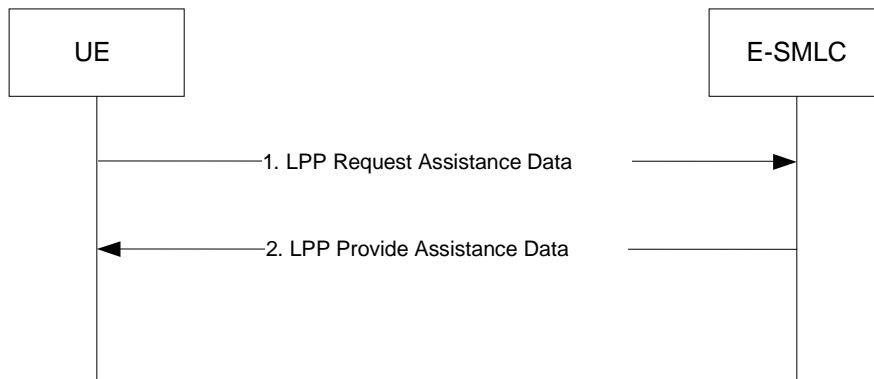 UE
E-SMLC
1. LPP Request Assistance Data
2. LPP Provide Assistance Data